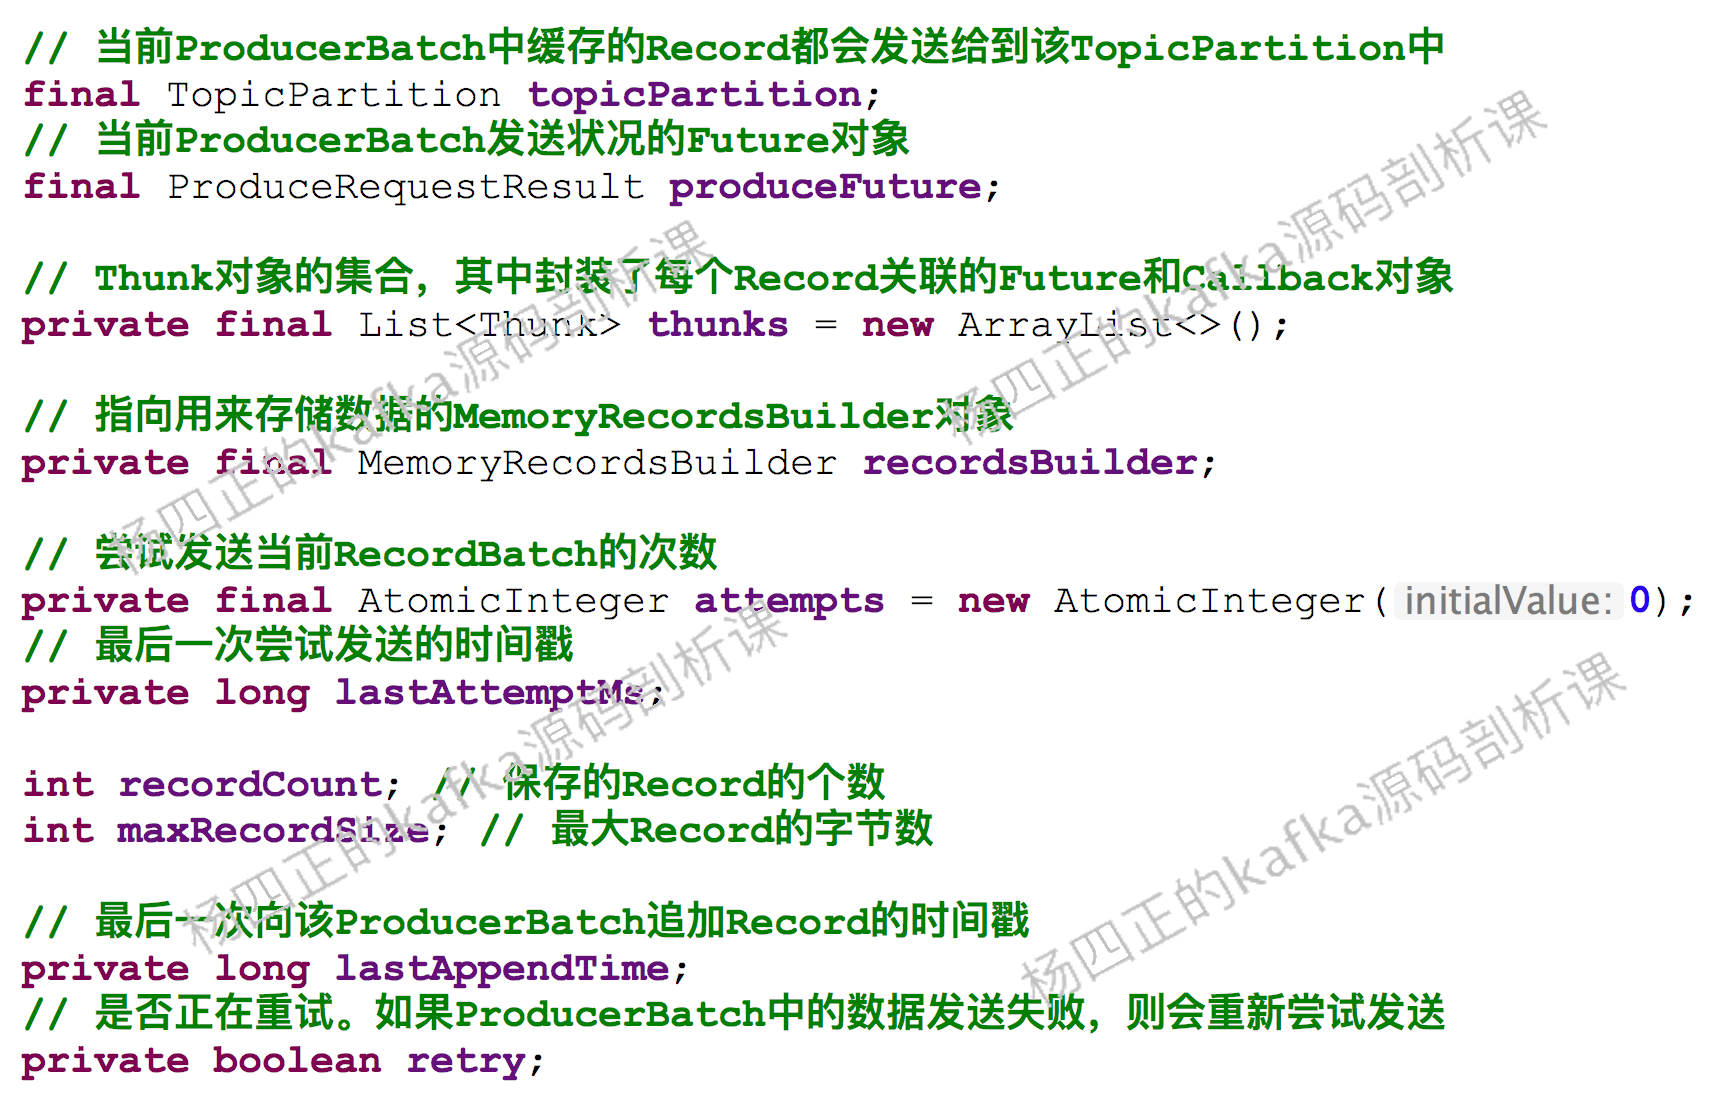 // 当前ProducerBatch中缓存的Record都会发送给到该TopicPartition中
final TopicPartition topicPartition;
// 当前ProducerBatch发送状况的Future对象
final ProduceRequestResult produceFuture;
// Thunk对象的集合，其中封装了每个Record关联的Future和Callback对象
private final List<Thunk> thunks = new ArrayList<>();
// 指向用来存储数据的MemoryRecordsBuilder对象
private final MemoryRecordsBuilder recordsBuilder;
// 尝试发送当前RecordBatch的次数
private final AtomicInteger attempts = new AtomicInteger( initialValue: 0);
// 最后一次尝试发送的时间戳
private long lastAttemptMs;
int recordCount; // 保存的Record的个数
int maxRecordSize; // 最大Record的字节数
// 最后一次向该ProducerBatch追加Record的时间戳
private long lastAppendTime;
// 是否正在重试。如果ProducerBatch中的数据发送失败，则会重新尝试发送
private boolean retry;
杨四正的kafka源码剖析课
杨四正的kafka源码剖析课
杨四正的kafka源码剖析课
杨四正的kafka源码剖析课